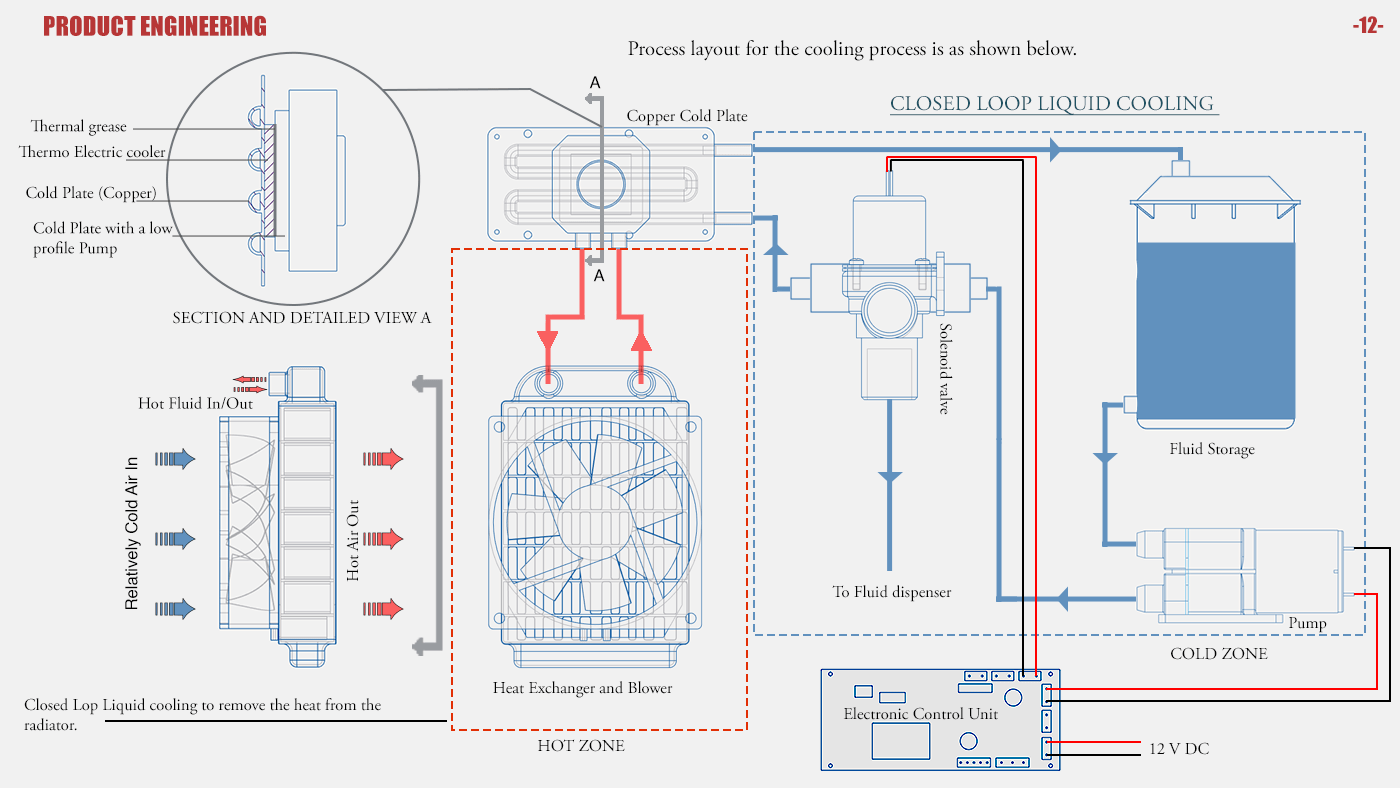 PRODUCT ENGINEERING
-12-
Process layout for the cooling process is as shown below.
CLOSED LOOP LIQUID COOLING
A
Copper Cold Plate
Thermal grease
Thermo Electric cooler
Cold Plate (Copper)
Cold Plate with a low
profile Pump
A
SECTION AND DETAILED VIEW A
Solenoid valve
Hot Fluid In/Out
Relatively Cold Air In
Hot Air Out
Fluid Storage
To Fluid dispenser
Pump
COLD ZONE
Heat Exchanger and Blower
Closed Lop Liquid cooling to remove the heat from the
radiator.
HOT ZONE
Electronic Control Unit
12 V DC